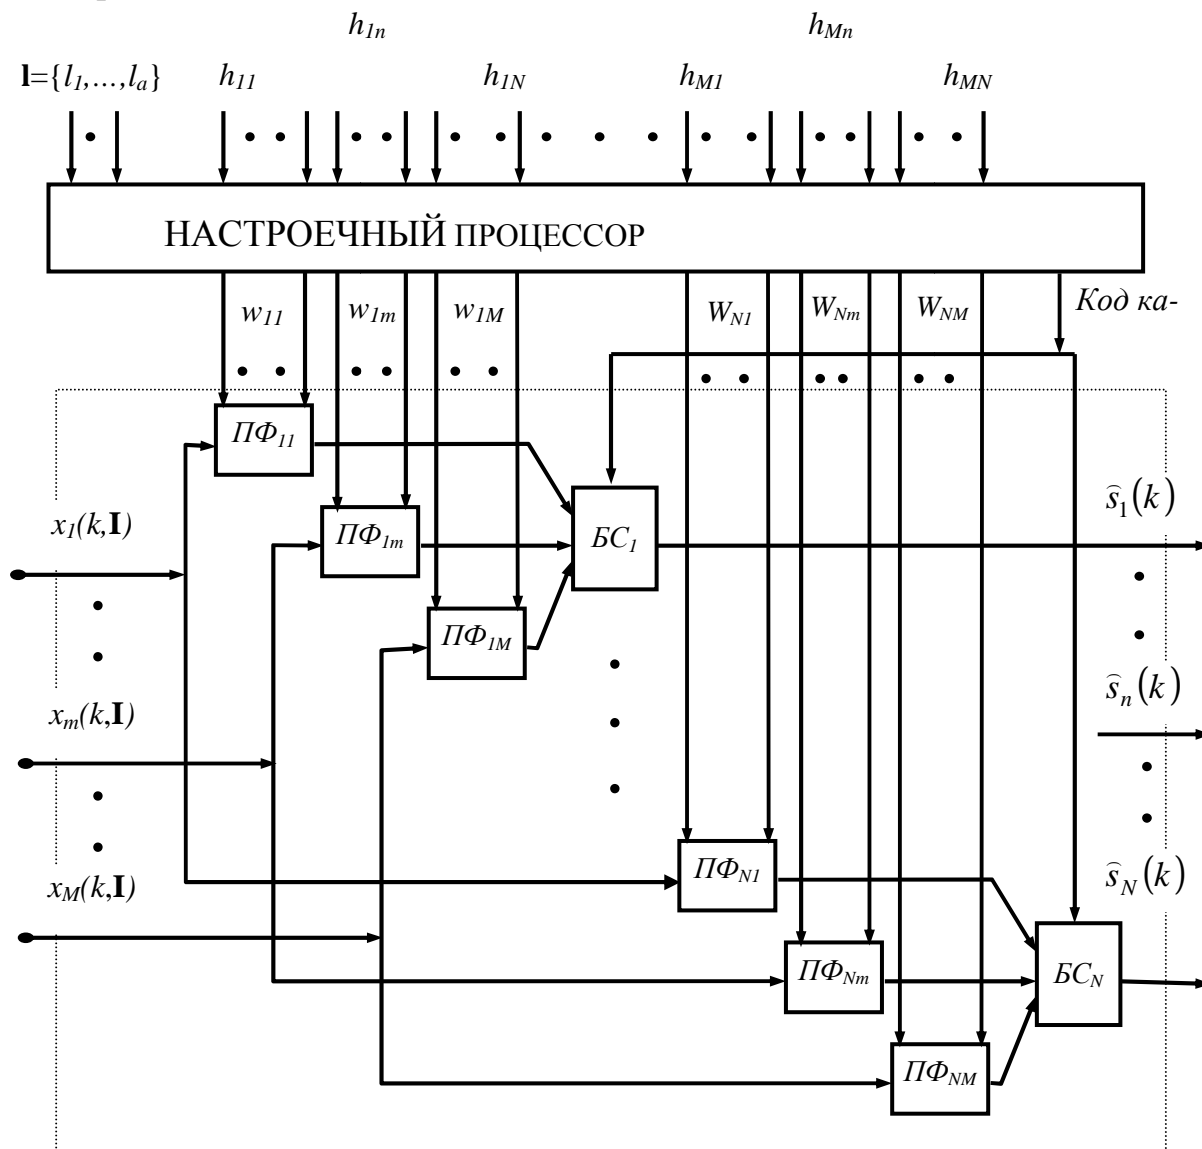 h1n hMn
l={l1,...,la} h11 h1N hM1 hMN
НАСТРОЕЧНЫЙ ПРОЦЕССОР
w11 w1m w1M WN1 WNm WNM Код ка-
ПФ11
x1(k,I) ПФ1m БС1 ŝ1(k)
ПФ1M
xm(k,I) ŝn(k)
xM(k,I) ПФN1 ŝN(k)
ПФNm БСN
ПФNM